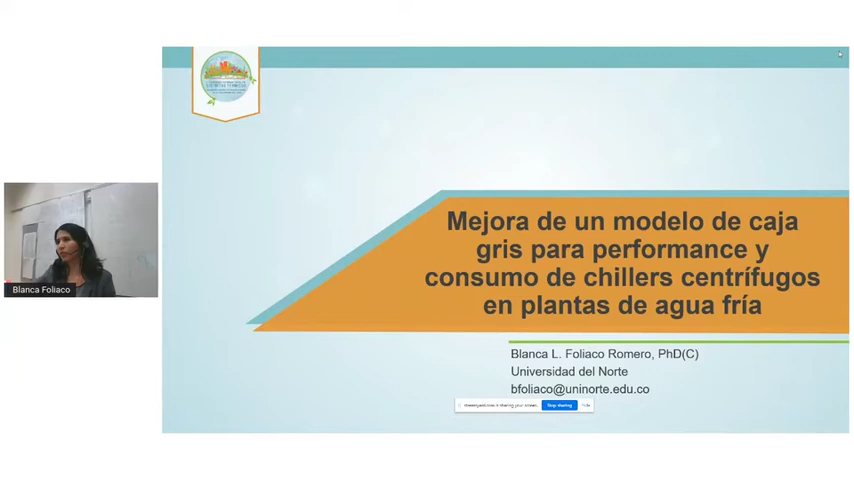 Mejora de un modelo de caja
gris para performance y
consumo de chillers centrífugos
en plantas de agua fría
Blanca L. Foliaco Romero, PhD(C)
Universidad del Norte
bfoliaco@uninorte.edu.co
Stop sharing
Blanca Foliaco